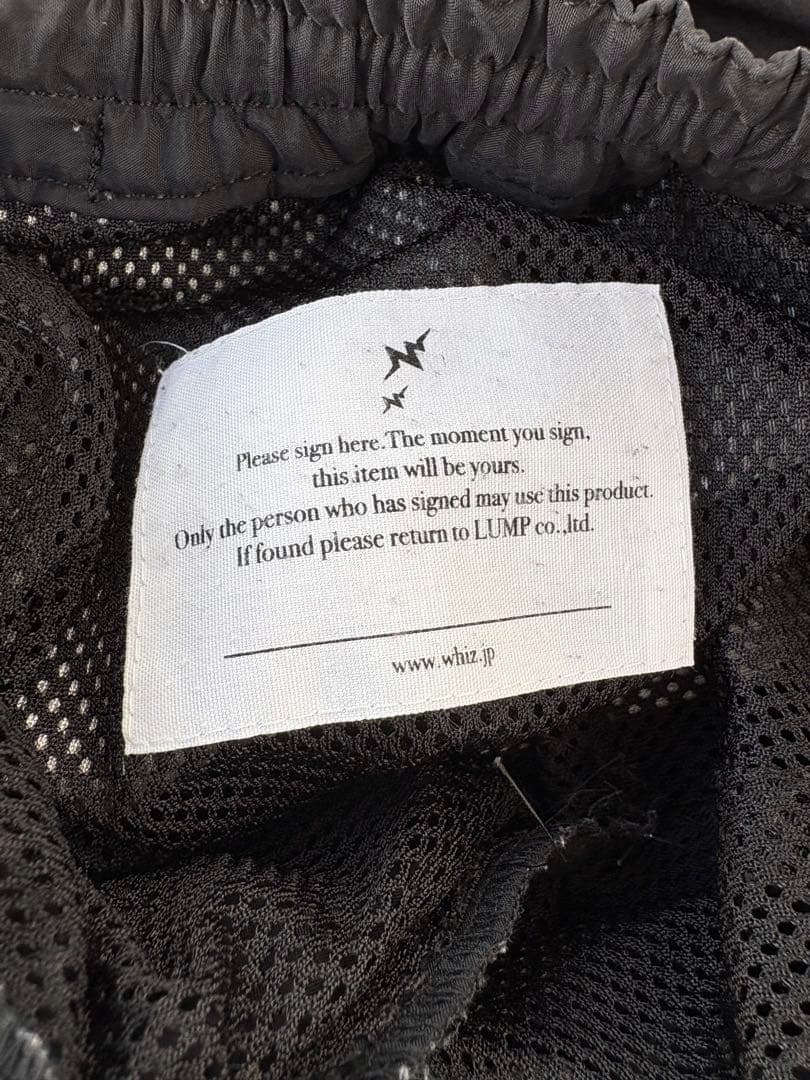 Please sign here. The moment you sign,
this item will be yours.
Only the person who has signed may use this product.
If found please return to LUMP co.,ltd.
www.whiz.jp